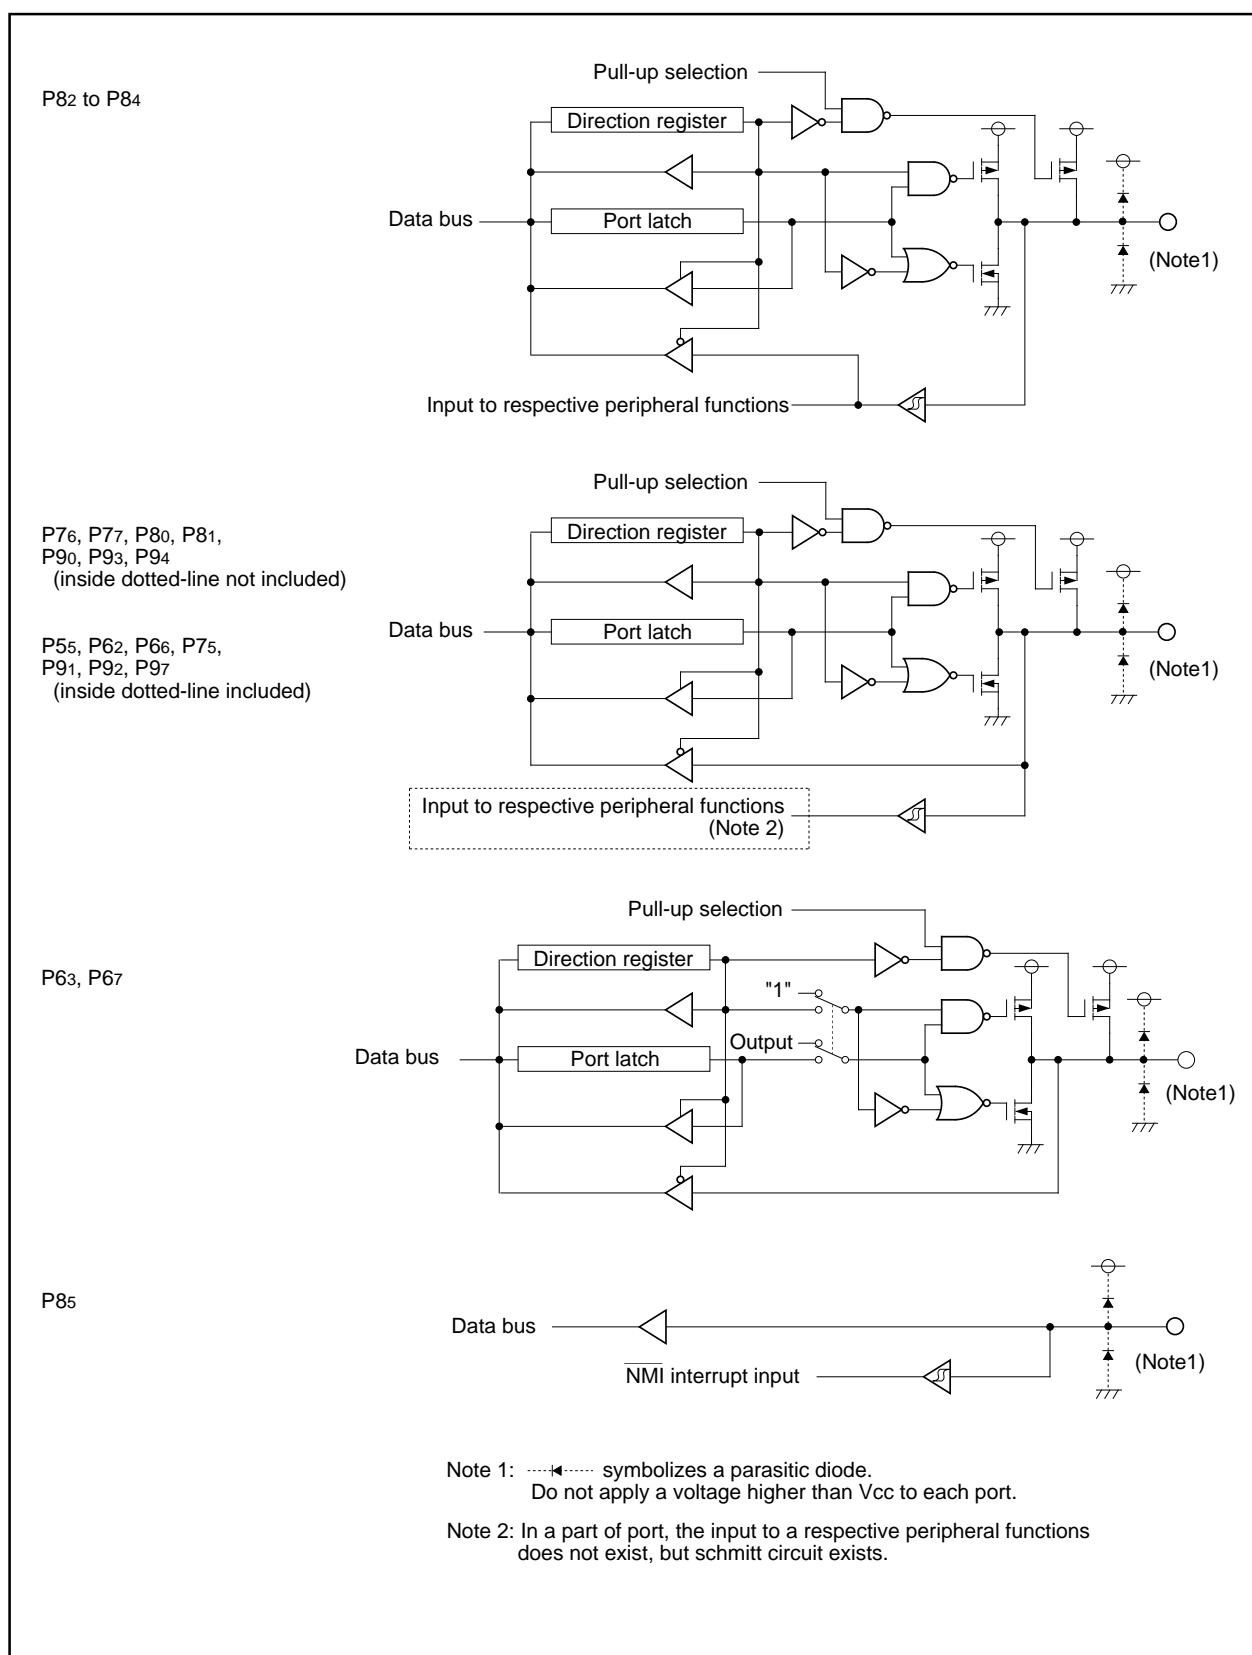 P82 to P84
Pull-up selection
Direction register
Data bus
Port latch
(Note1)
Input to respective peripheral functions
P76, P77, P80, P81,
P90, P93, P94
(inside dotted-line not included)
P55, P62, P66, P75,
P91, P92, P97
(inside dotted-line included)
Pull-up selection
Direction register
Data bus
Port latch
(Note1)
Input to respective peripheral functions
(Note 2)
P63, P67
Pull-up selection
Direction register
"1"
Output
Data bus
Port latch
(Note1)
P85
Data bus
(Note1)
NMI interrupt input
Note 1: symbolizes a parasitic diode.
Do not apply a voltage higher than Vcc to each port.
Note 2: In a part of port, the input to a respective peripheral functions
does not exist, but schmitt circuit exists.